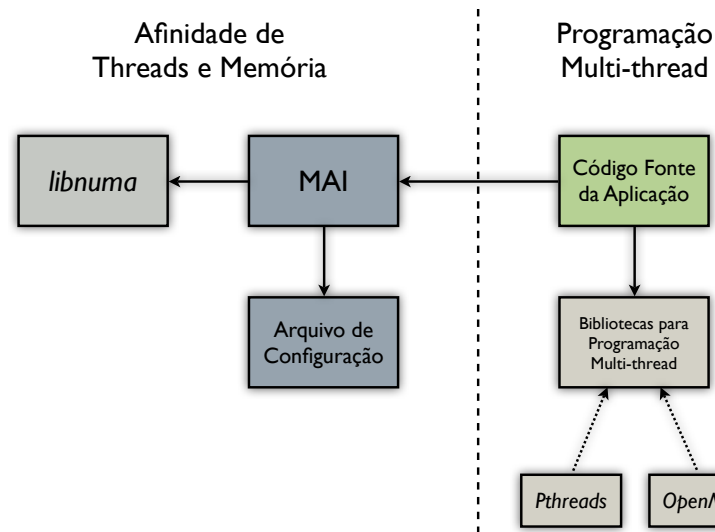 Afinidade de
Threads e Memória
Programação
Multi-thread
libnuma
MAI
Código Fonte
da Aplicação
Arquivo de
Configuração
Bibliotecas para
Programação
Multi-thread
Pthreads